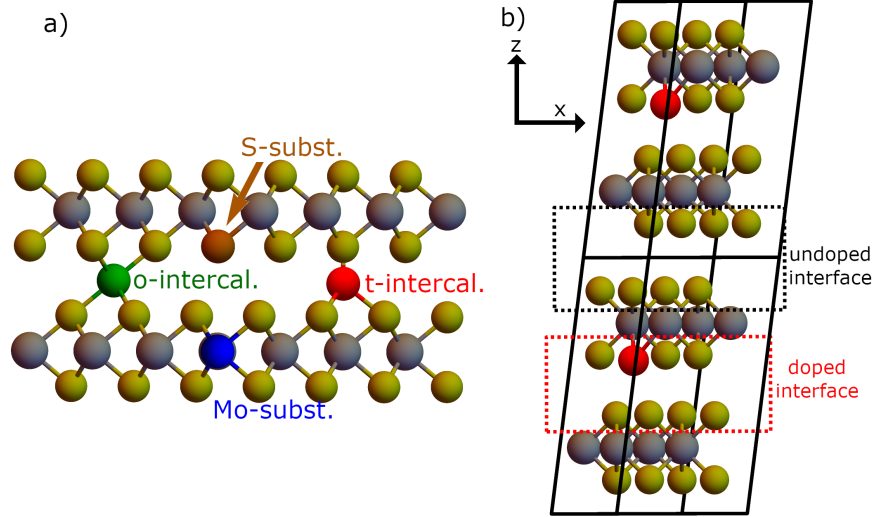 a)
S-subst.
o-intercal.
t-intercal.
Mo-subst.
b)
z
x
undoped
interface
doped
interface